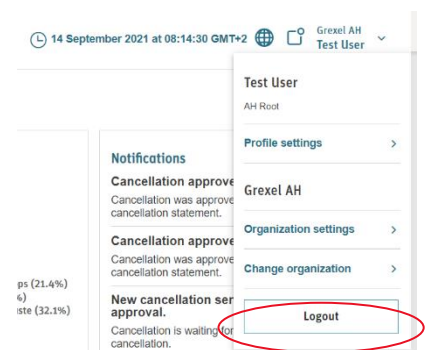 14 September 2021 at 08:14:30 GMT+2
Grexel AH
Test User
Test User
AH Root
Profile settings
Grexel AH
Organization settings
Change organization
Logout
Notifications
Cancellation approve
Cancellation was approve
cancellation statement.
Cancellation approve
Cancellation was approve
cancellation statement.
New cancellation ser
approval.
Cancellation is waiting for
cancellation.
ps (21.4%)
%)
ste (32.1%)